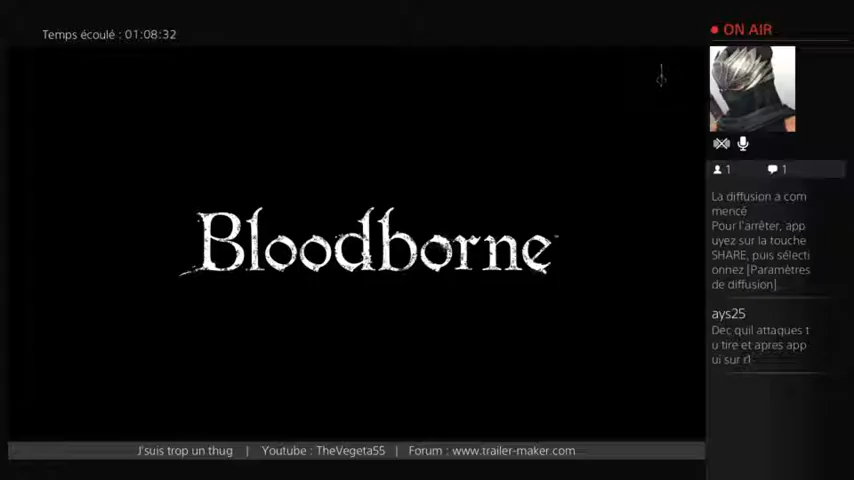 Temps écoulé : 01:08:32
ON AIR
Bloodborne™
1 1
La diffusion a com
mencé
Pour l'arrêter, app
uyez sur la touche
SHARE, puis sélecti
onnez [Paramètres
de diffusion].
ays25
Dec quil attaques t
u tire et apres app
ui sur r1
J'suis trop un thug | Youtube : TheVegeta55 | Forum : www.trailer-maker.com